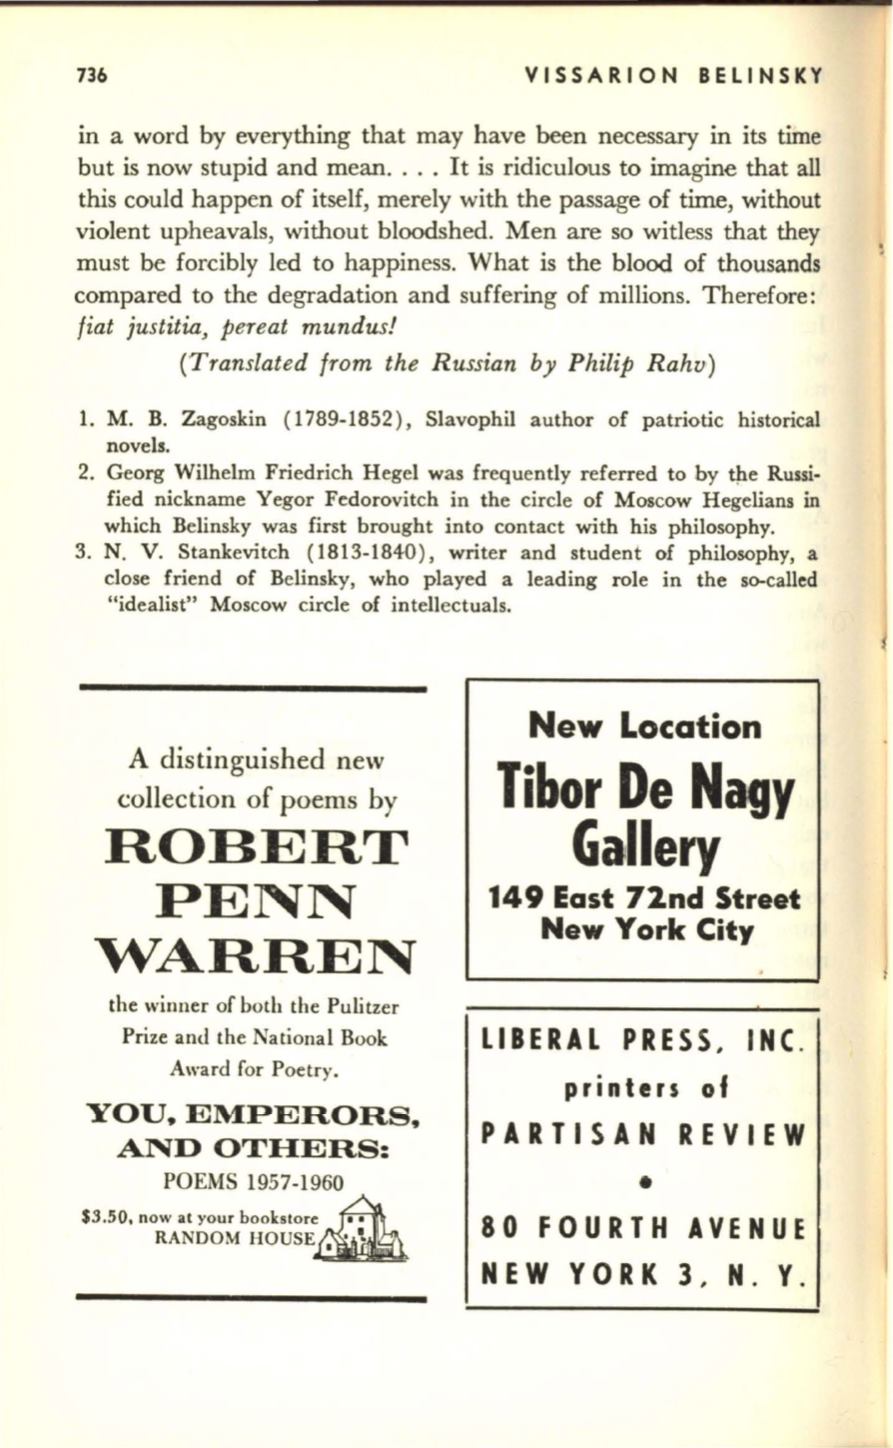 736 VISSARION BELINSKY
in a word by everything that may have been necessary in its time
but is now stupid and mean. . . . It is ridiculous to imagine that all
this could happen of itself, merely with the passage of time, without
violent upheavals, without bloodshed. Men are so witless that they
must be forcibly led to happiness. What is the blood of thousands
compared to the degradation and suffering of millions. Therefore:
fiat justitia, pereat mundus!
(Translated from the Russian by Philip Rahv)
1. M. B. Zagoskin (1789-1852), Slavophil author of patriotic historical
novels.
2. Georg Wilhelm Friedrich Hegel was frequently referred to by the Russi-
fied nickname Yegor Fedorovitch in the circle of Moscow Hegelians in
which Belinsky was first brought into contact with his philosophy.
3. N. V. Stankevitch (1813-1840), writer and student of philosophy, a
close friend of Belinsky, who played a leading role in the so-called
"idealist" Moscow circle of intellectuals.
A distinguished new
collection of poems by
ROBERT
PENN
WARREN
the winner of both the Pulitzer
Prize and the National Book
Award for Poetry.
YOU, EMPERORS,
AND OTHERS:
POEMS 1957-1960
$3.50, now at your bookstore
RANDOM HOUSE
New Location
Tibor De Nagy
Gallery
149 East 72nd Street
New York City
LIBERAL PRESS, INC.
printers of
PARTISAN REVIEW
•
80 FOURTH AVENUE
NEW YORK 3, N. Y.